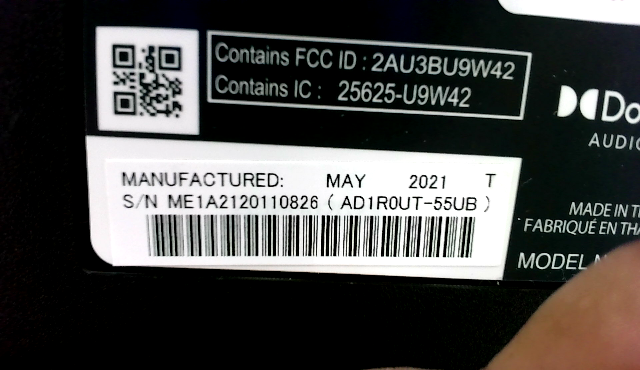 Contains FCC ID : 2AU3BU9W42
Contains IC : 25625-U9W42
AUDIO
MANUFACTURED: MAY 2021 T
S/N ME1A2120110826 ( AD1R0UT-55UB )
MADE IN
FABRIQUÉ EN
MODEL